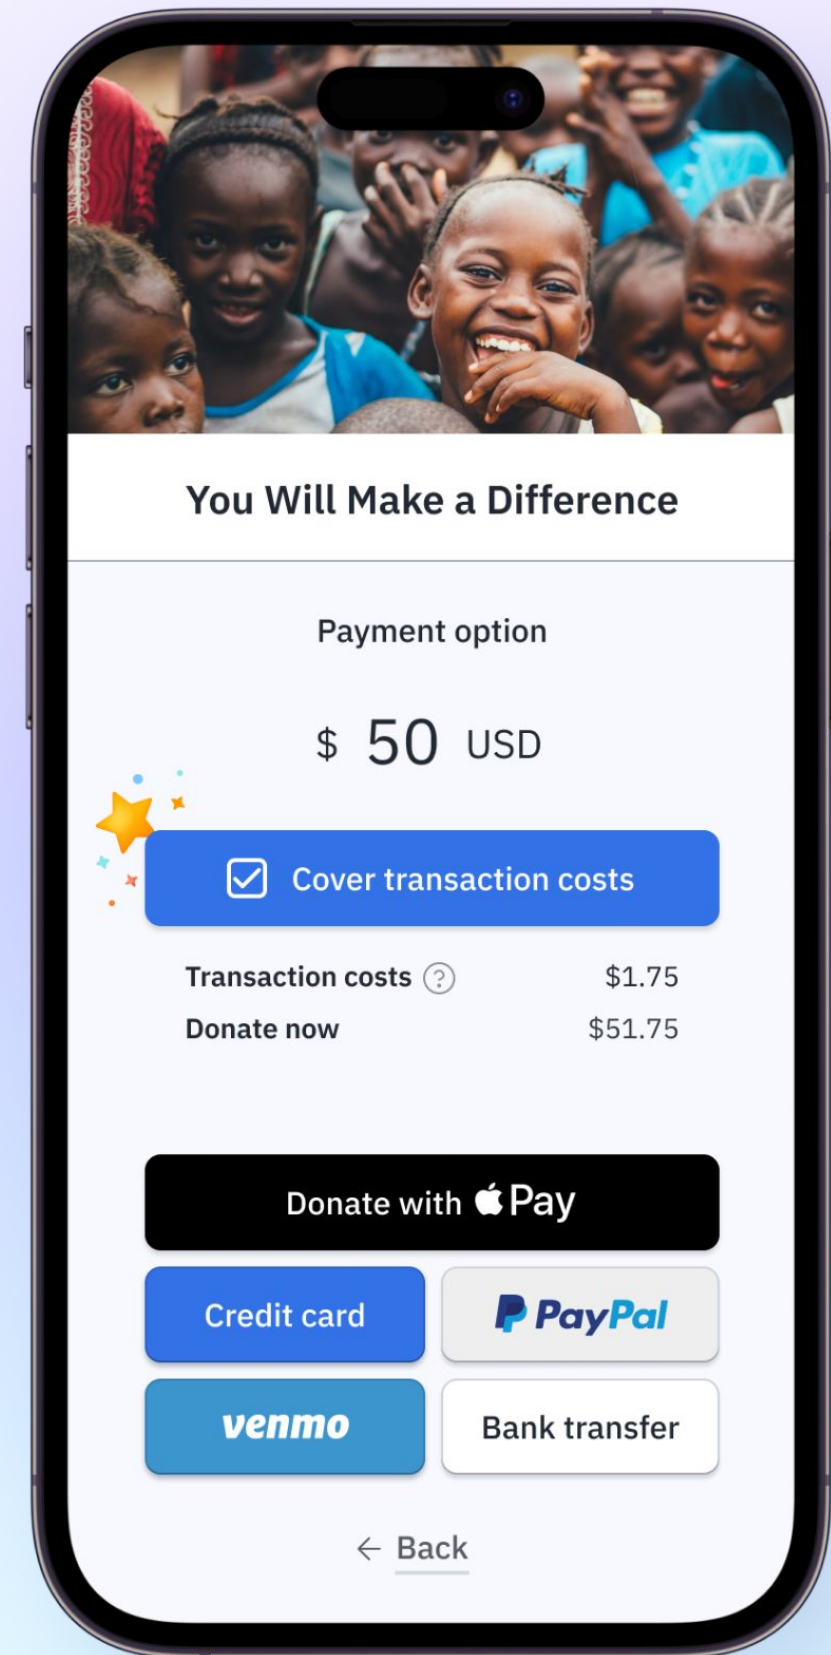 You Will Make a Difference
Payment option
$ 50 USD
Cover transaction costs
Transaction costs ? $1.75
Donate now $51.75
Donate with Pay
Credit card
PayPal
venmo
Bank transfer
← Back